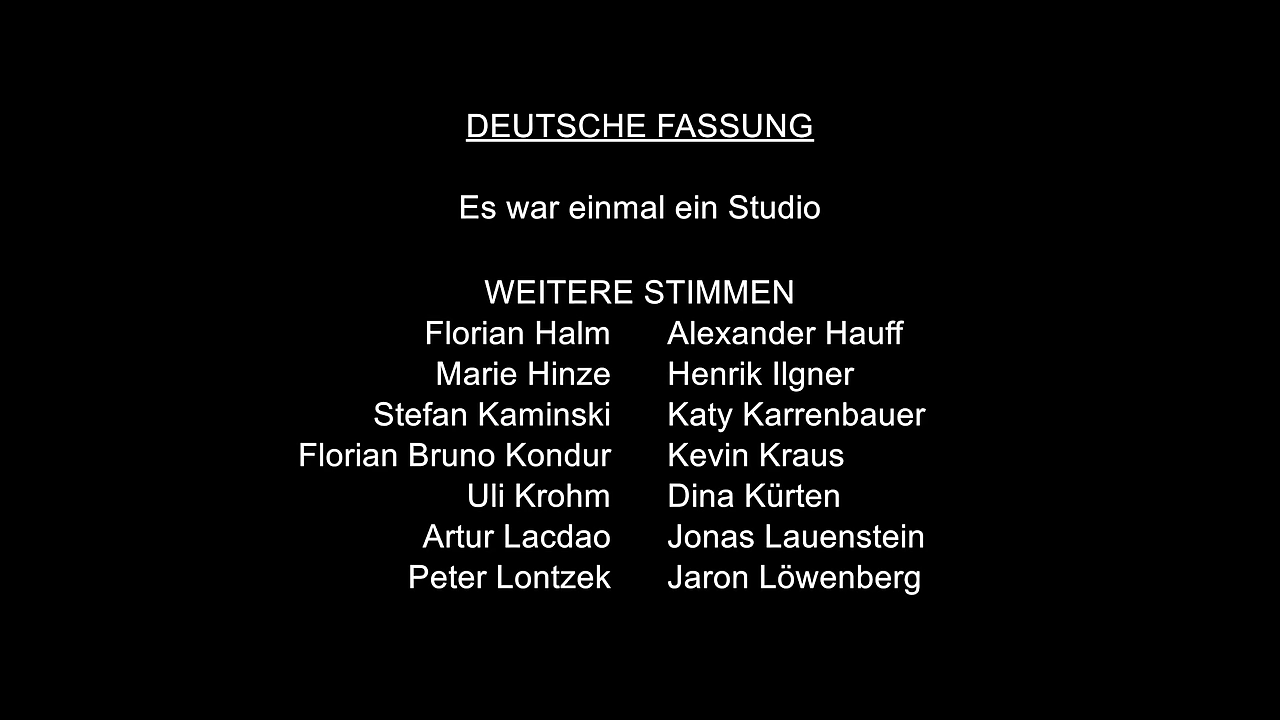 DEUTSCHE FASSUNG
Es war einmal ein Studio
WEITERE STIMMEN
Florian Halm Alexander Hauff
Marie Hinze Henrik Ilgner
Stefan Kaminski Katy Karrenbauer
Florian Bruno Kondur Kevin Kraus
Uli Krohm Dina Kürten
Artur Lacdao Jonas Lauenstein
Peter Lontzek Jaron Löwenberg